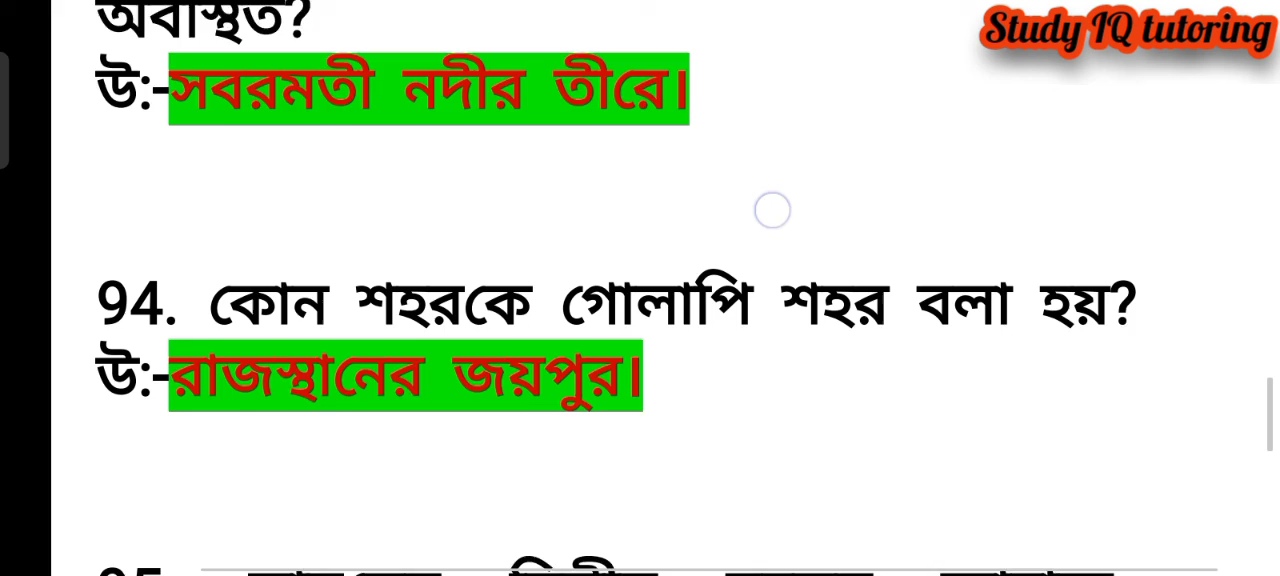 অবস্থিত?
Study IQ tutoring
উ:-সবরমতী নদীর তীরে।
94. কোন শহরকে গোলাপি শহর বলা হয়?
উ:-রাজস্থানের জয়পুর।